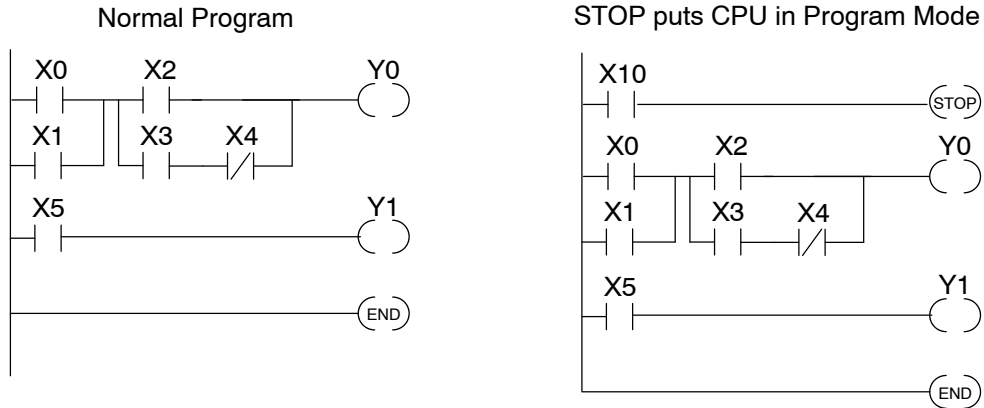 Normal Program
X0 X2 Y0
X1 X3 X4
X5 Y1
END
STOP puts CPU in Program Mode
X10
STOP
X0 X2 Y0
X1 X3 X4
X5 Y1
END